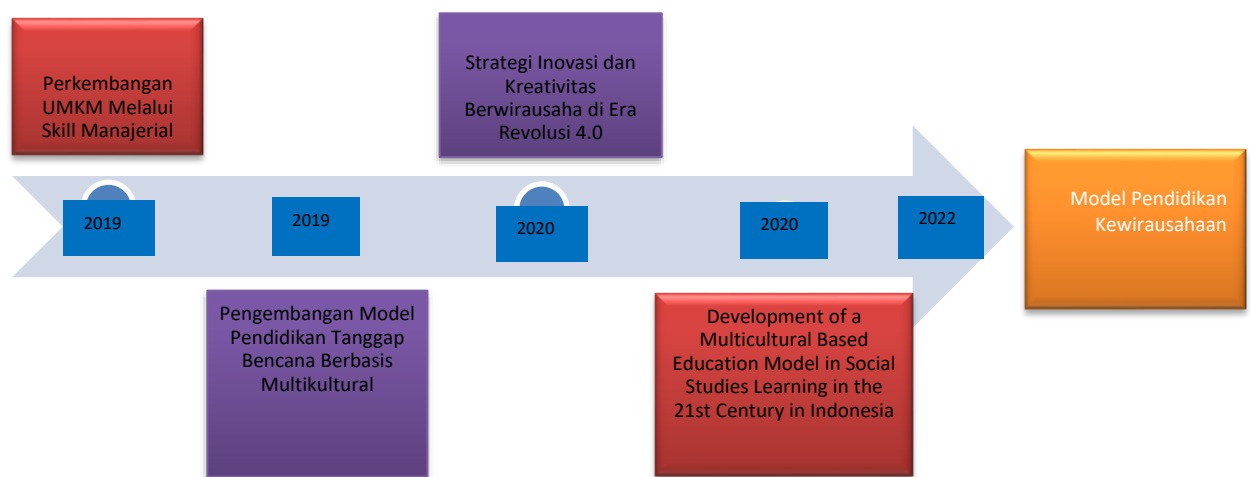 Perkembangan
UMKM Melalui
Skill Manajerial
Strategi Inovasi dan
Kreativitas
Berwirausaha di Era
Revolusi 4.0
2019
2019
2020
2020
2022
Model Pendidikan
Kewirausahaan
Pengembangan Model
Pendidikan Tanggap
Bencana Berbasis
Multikultural
Development of a
Multicultural Based
Education Model in Social
Studies Learning in the
21st Century in Indonesia